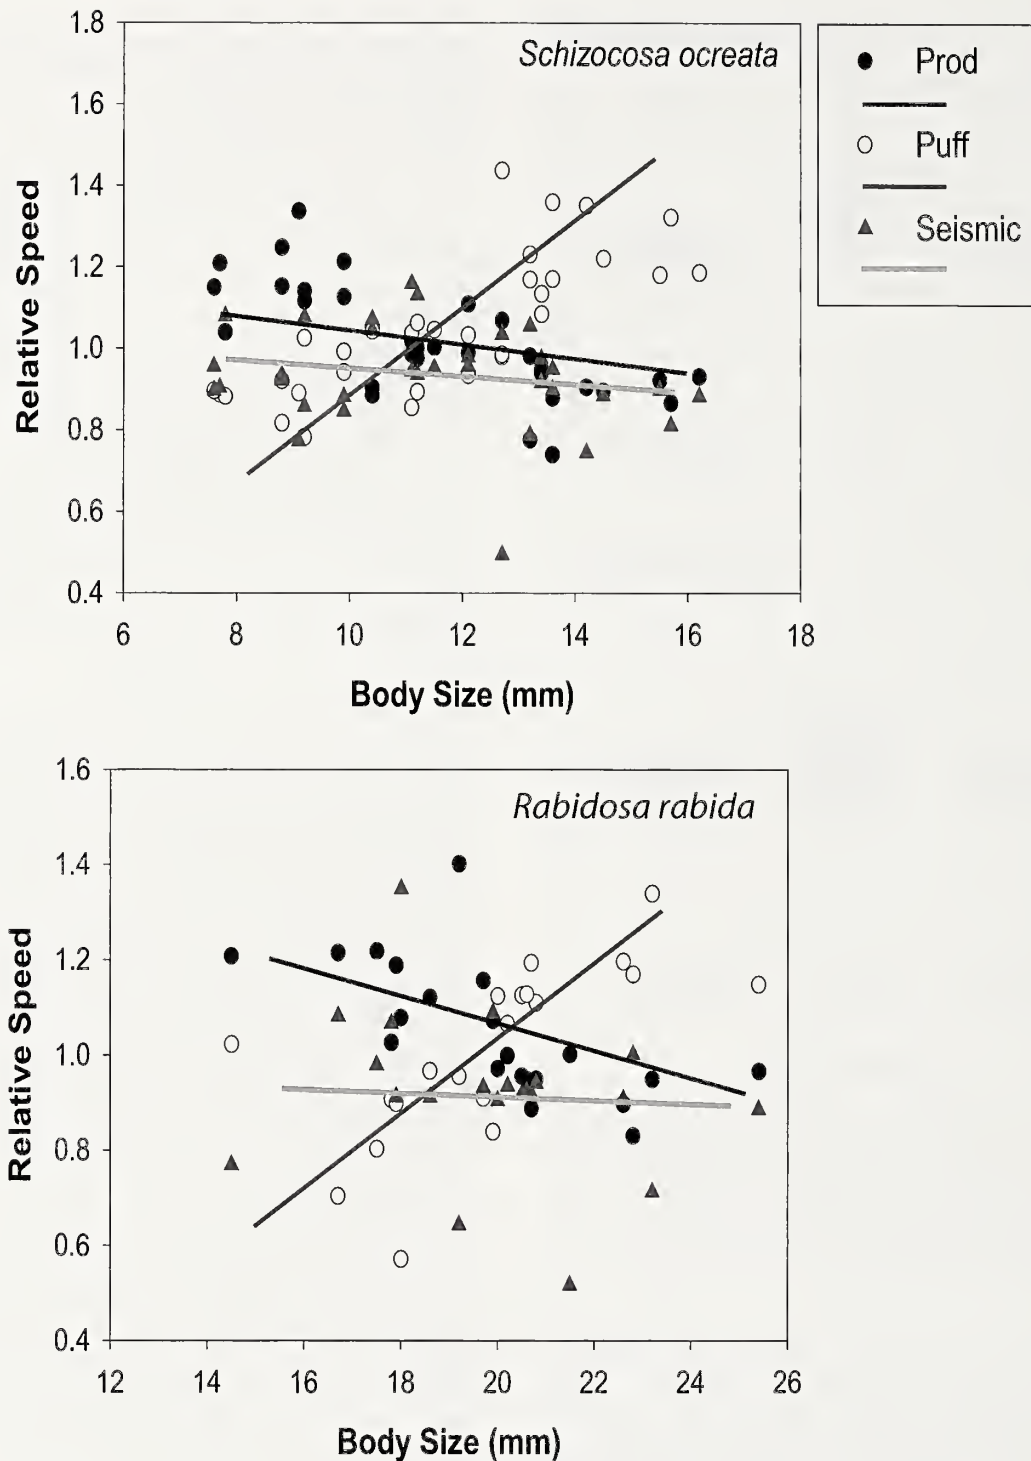 Schizocosa ocreata
Prod
Puff
Seismic
1.8
1.6
1.4
1.2
1.0
0.8
0.6
0.4
Relative Speed
6 8 10 12 14 16 18
Body Size (mm)
Rabidosa rabida
1.6
1.4
1.2
1.0
0.8
0.6
0.4
Relative Speed
12 14 16 18 20 22 24 26
Body Size (mm)